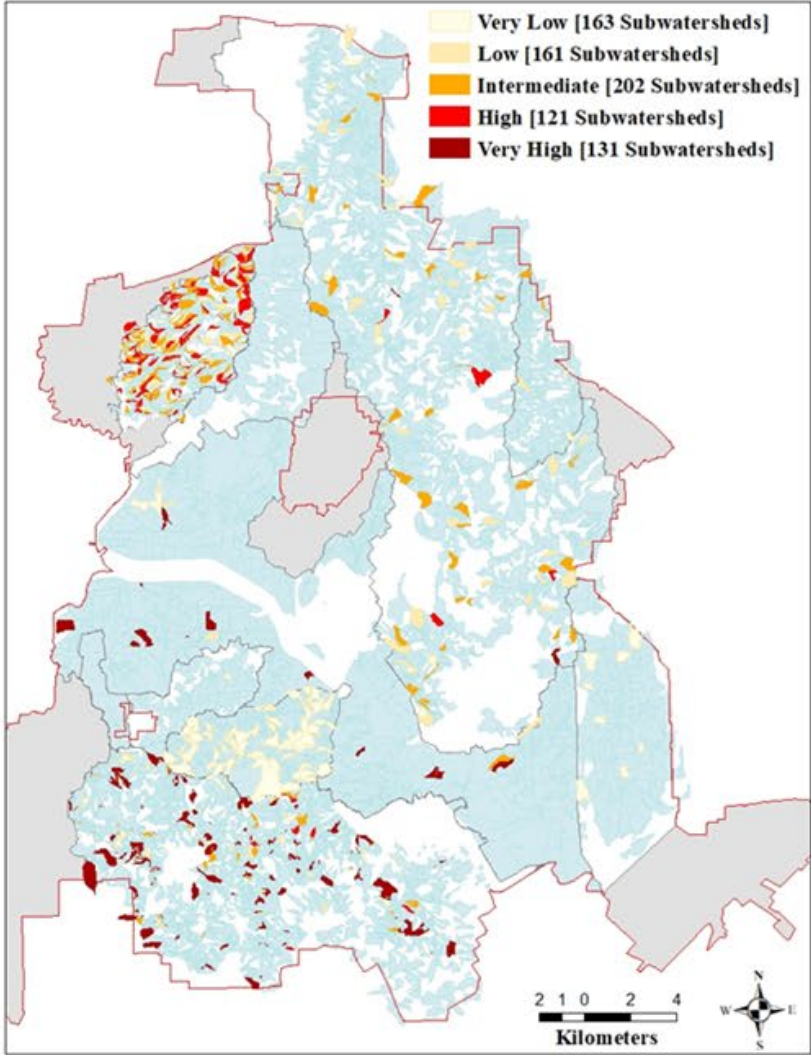 Very Low [163 Subwatersheds]
Low [161 Subwatersheds]
Intermediate [202 Subwatersheds]
High [121 Subwatersheds]
Very High [131 Subwatersheds]
N
W E
S
2 1 0 2 4
Kilometers